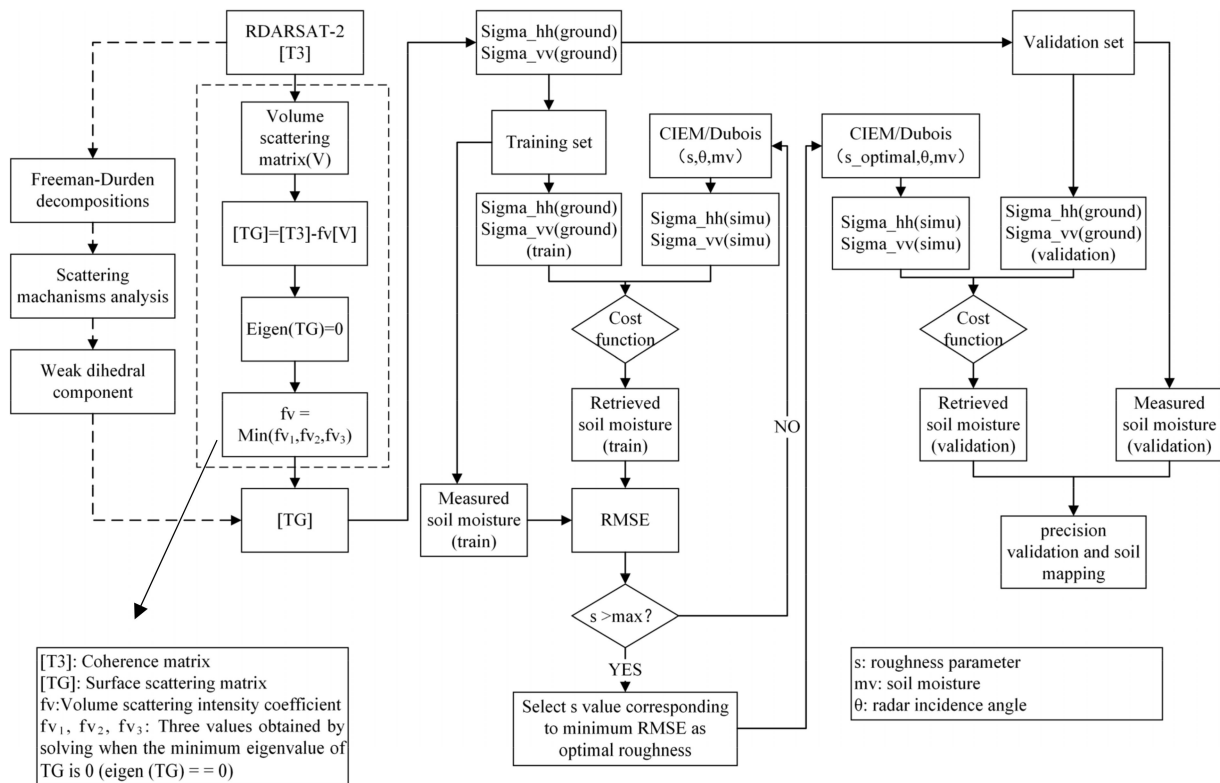 RDARSAT-2
[T3]
Volume
scattering
matrix(V)
[TG]=[T3]-fv[V]
Eigen(TG)=0
fv =
Min(fv₁,fv₂,fv₃)
[TG]
Freeman-Durden
decompositions
Scattering
machanisms analysis
Weak dihedral
component
Sigma_hh(ground)
Sigma_vv(ground)
Training set
Sigma_hh(ground)
Sigma_vv(ground)
(train)
CIEM/Dubois
(s,θ,mv)
Sigma_hh(simu)
Sigma_vv(simu)
Cost
function
Retrieved
soil moisture
(train)
Measured
soil moisture
(train)
RMSE
s >max?
NO
YES
Select s value corresponding
to minimum RMSE as
optimal roughness
Validation set
CIEM/Dubois
(s_optimal,θ,mv)
Sigma_hh(simu)
Sigma_vv(simu)
Sigma_hh(ground)
Sigma_vv(ground)
(validation)
Cost
function
Retrieved
soil moisture
(validation)
Measured
soil moisture
(validation)
precision
validation and soil
mapping
[T3]: Coherence matrix
[TG]: Surface scattering matrix
fv:Volume scattering intensity coefficient
fv₁, fv₂, fv₃: Three values obtained by
solving when the minimum eigenvalue of
TG is 0 (eigen (TG) = = 0)
s: roughness parameter
mv: soil moisture
θ: radar incidence angle